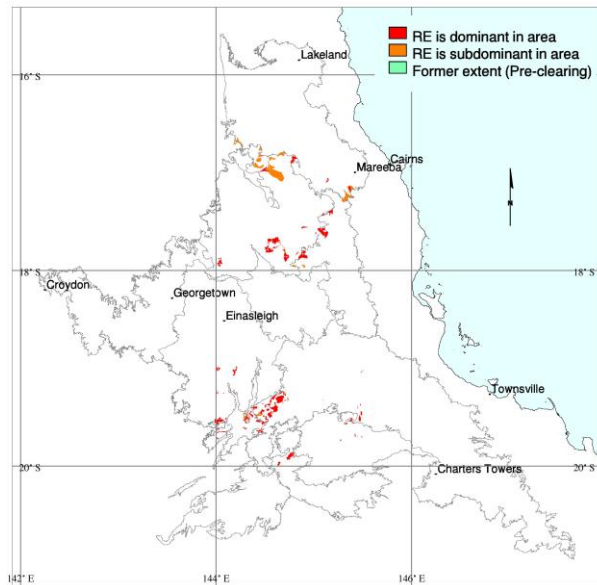 RE is dominant in area
RE is subdominant in area
Former extent (Pre-clearing)
16° S
Lakeland
Cairns
Mareeba
N
18° S
18° S
Croydon
Georgetown
Einasleigh
Townsville
20° S
Charters Towers
20° S
142° E
144° E
146° E